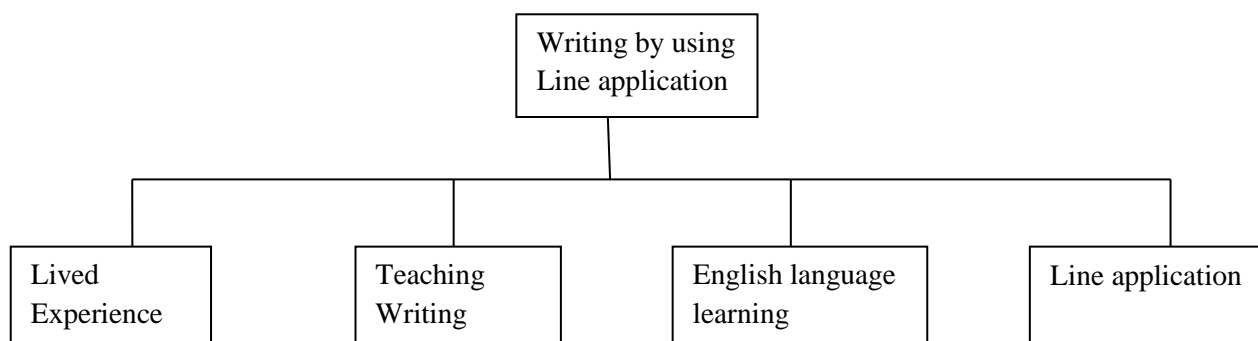 Writing by using
Line application
Lived
Experience
Teaching
Writing
English language
learning
Line application